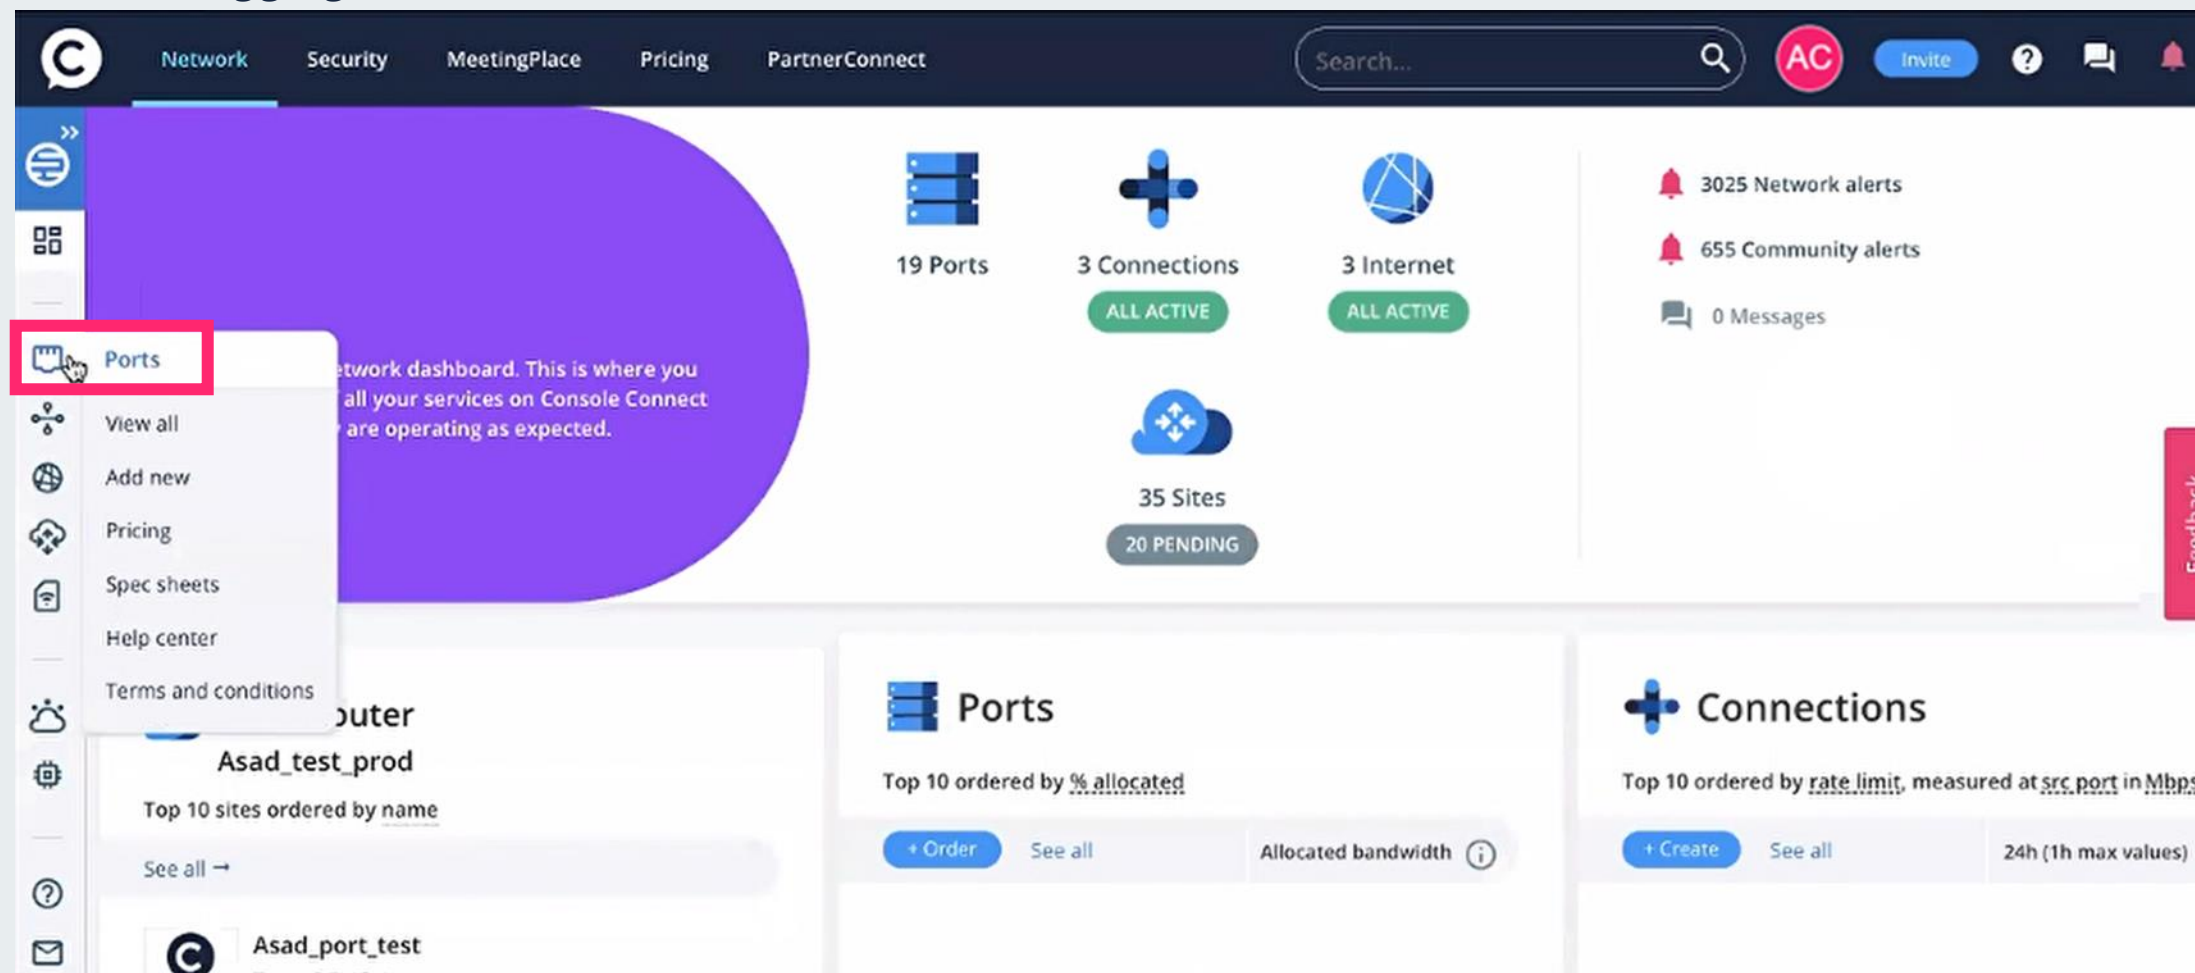 Network
Security
MeetingPlace
Pricing
PartnerConnect
Search...
AC
Invite
Ports
View all
Add new
Pricing
Spec sheets
Help center
Terms and conditions
etwork dashboard. This is where you
all your services on Console Connect
are operating as expected.
19 Ports
3 Connections
ALL ACTIVE
3 Internet
ALL ACTIVE
35 Sites
20 PENDING
3025 Network alerts
655 Community alerts
0 Messages
Feedback
outer
Asad_test_prod
Top 10 sites ordered by name
See all →
Asad_port_test
Ports
Top 10 ordered by % allocated
+ Order
See all
Allocated bandwidth
Connections
Top 10 ordered by rate limit, measured at src port in Mbps
+ Create
See all
24h (1h max values)